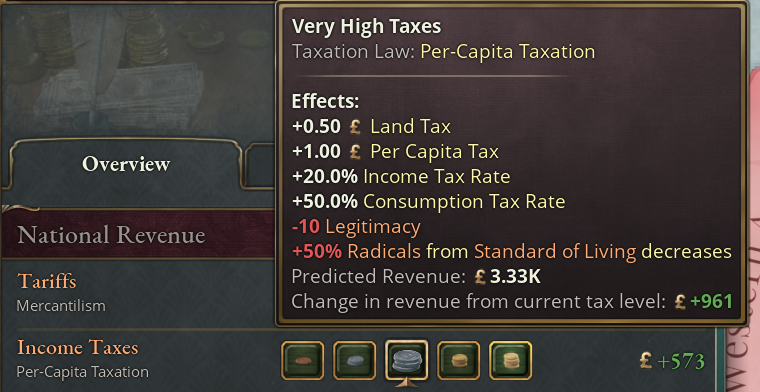 Very High Taxes
Taxation Law: Per-Capita Taxation
Effects:
+0.50 £ Land Tax
+1.00 £ Per Capita Tax
+20.0% Income Tax Rate
+50.0% Consumption Tax Rate
-10 Legitimacy
+50% Radicals from Standard of Living decreases
Predicted Revenue: £ 3.33K
Change in revenue from current tax level: £ +961
Overview
National Revenue
Tariffs
Mercantilism
Income Taxes
Per-Capita Taxation
£ +573